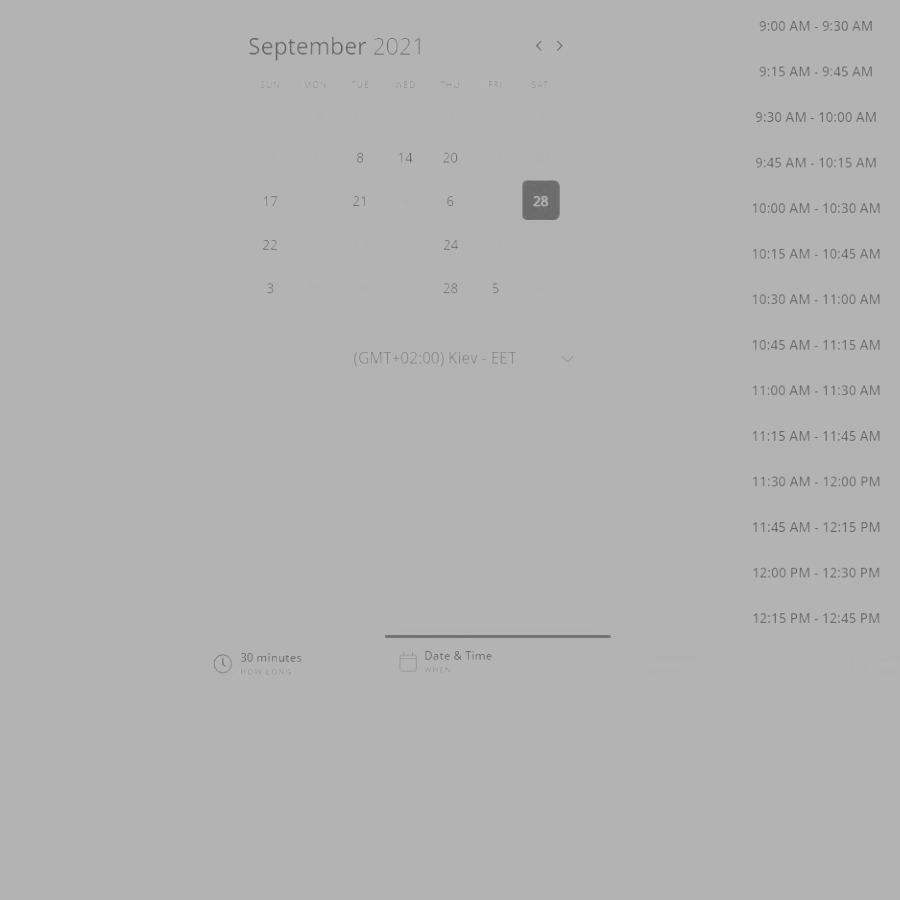 September 2021
SUN MON TUE WED THU FRI SAT
8 14 20
17 21 6 28
22 24
3 28 5
(GMT+02:00) Kiev - EET
9:00 AM - 9:30 AM
9:15 AM - 9:45 AM
9:30 AM - 10:00 AM
9:45 AM - 10:15 AM
10:00 AM - 10:30 AM
10:15 AM - 10:45 AM
10:30 AM - 11:00 AM
10:45 AM - 11:15 AM
11:00 AM - 11:30 AM
11:15 AM - 11:45 AM
11:30 AM - 12:00 PM
11:45 AM - 12:15 PM
12:00 PM - 12:30 PM
12:15 PM - 12:45 PM
30 minutes
HOW LONG
Date & Time
WHEN